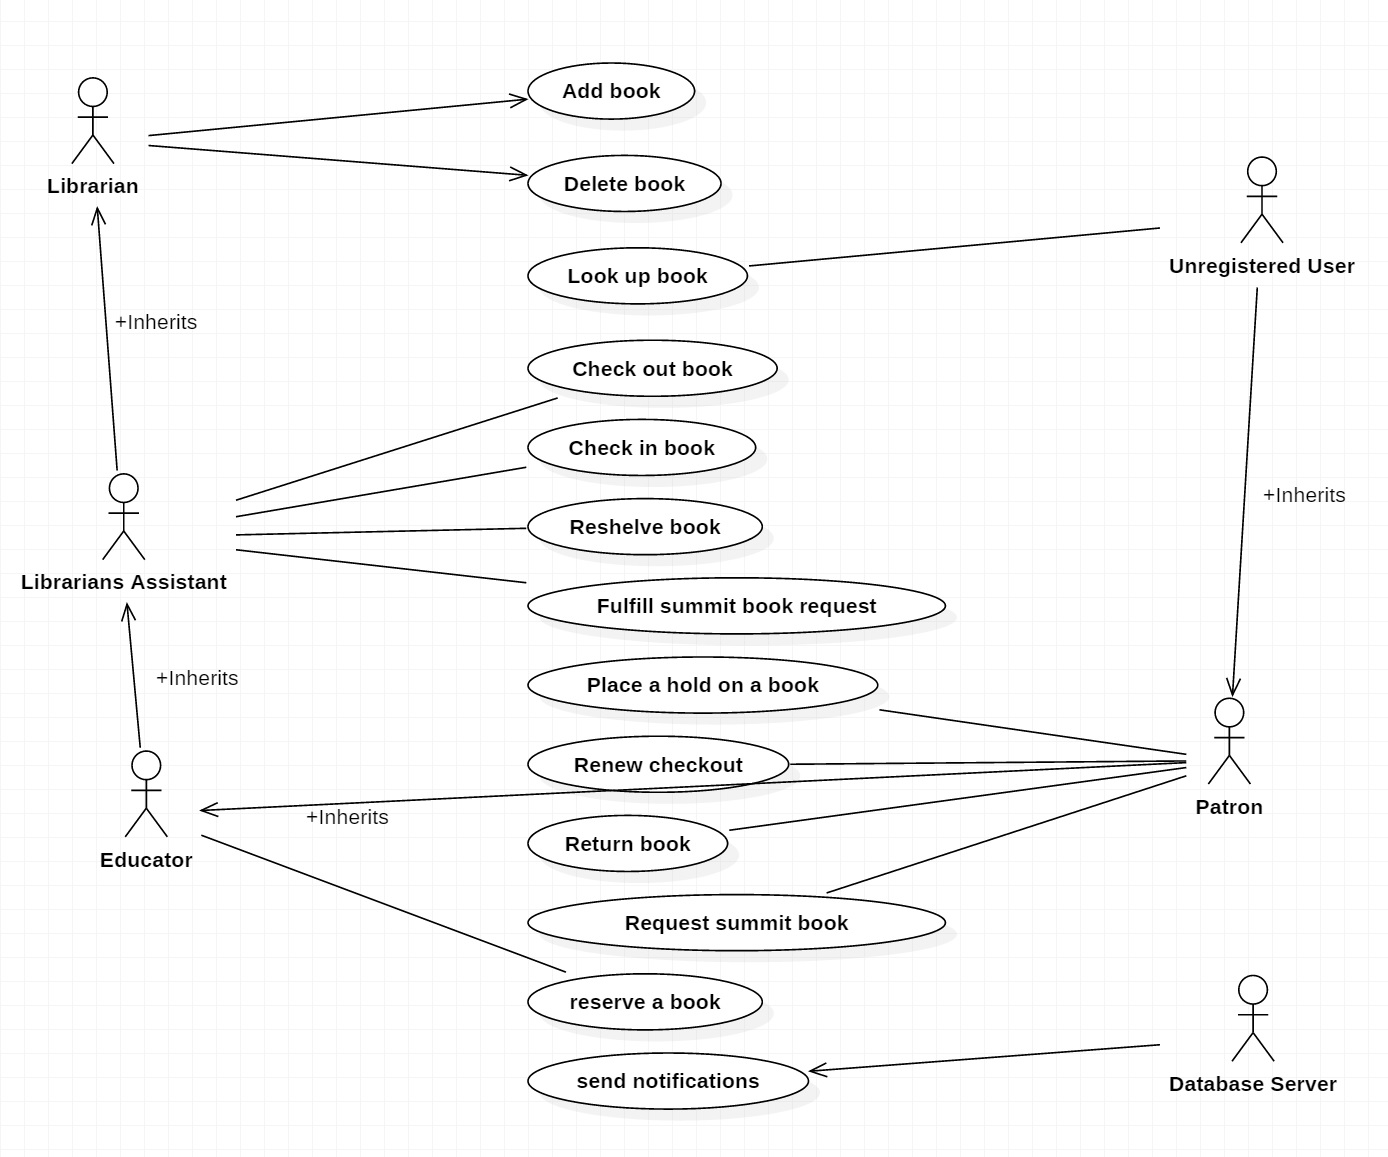 Add book
Librarian
Delete book
Unregistered User
Look up book
+Inherits
Check out book
Check in book
+Inherits
Reshelve book
Librarians Assistant
Fulfill summit book request
+Inherits
Place a hold on a book
Renew checkout
Patron
+Inherits
Return book
Educator
Request summit book
reserve a book
send notifications
Database Server